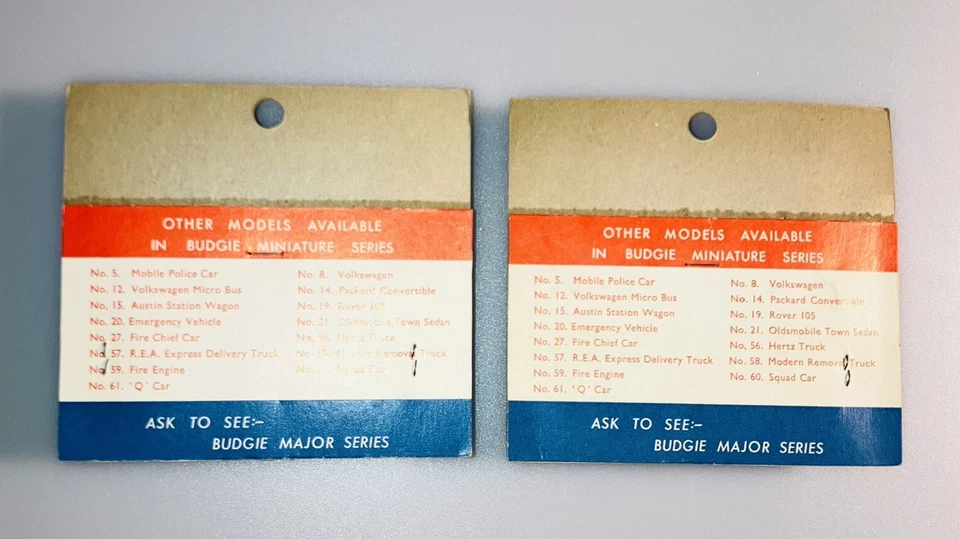 OTHER MODELS AVAILABLE
IN BUDGIE MINIATURE SERIES
No. 5. Mobile Police Car
No. 12. Volkswagen Micro Bus
No. 15. Austin Station Wagon
No. 20. Emergency Vehicle
No. 27. Fire Chief Car
No. 57. R.E.A. Express Delivery Truck
No. 59. Fire Engine
No. 61. "Q" Car
No. 8. Volkswagen
No. 14. Packard Convertible
No. 19. Rover 105
No. 21. Oldsmobile Town Sedan
No, 56. Hertz Truck
Removal Truck
Squad Car
ASK TO SEE:–
BUDGIE MAJOR SERIES
OTHER MODELS AVAILABLE
IN BUDGIE MINIATURE SERIES
No. 5. Mobile Police Car
No. 12. Volkswagen Micro Bus
No. 15. Austin Station Wagon
No. 20. Emergency Vehicle
No. 27. Fire Chief Car
No. 57. R.E.A. Express Delivery Truck
No. 59. Fire Engine
No. 61. "Q" Car
No. 8. Volkswagen
No. 14. Packard Convertible
No. 19. Rover 105
No. 21. Oldsmobile Town Sedan
No, 56. Hertz Truck
No. 58. Modern Removal Truck
No. 60. Squad Car
ASK TO SEE:–
BUDGIE MAJOR SERIES